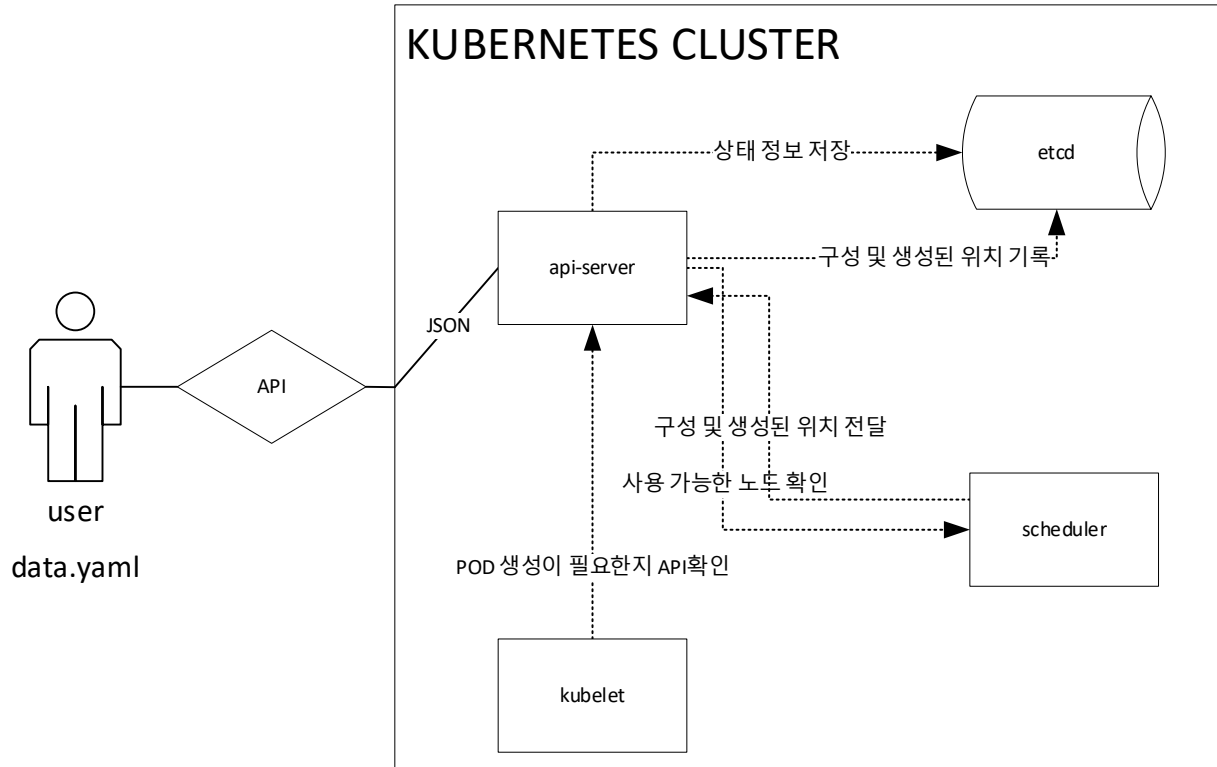 KUBERNETES CLUSTER
상태 정보 저장
etcd
api-server
구성 및 생성된 위치 기록
JSON
API
구성 및 생성된 위치 전달
사용 가능한 노드 확인
user
scheduler
data.yaml
POD 생성이 필요한지 API확인
kubelet